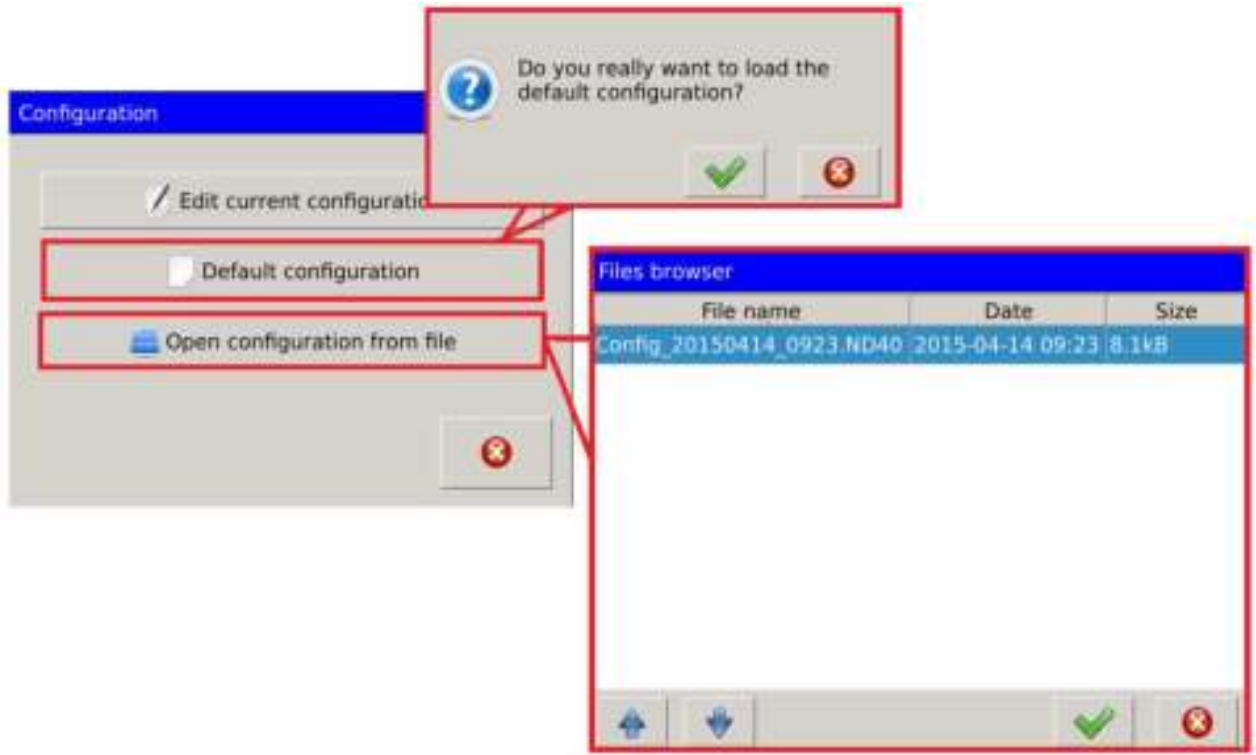 Do you really want to load the
default configuration?
Configuration
Edit current configuratio
Default configuration
Open configuration from file
Files browser
File name Date Size
Config_20150414_0923.ND40 2015-04-14 09:23 8.1kB